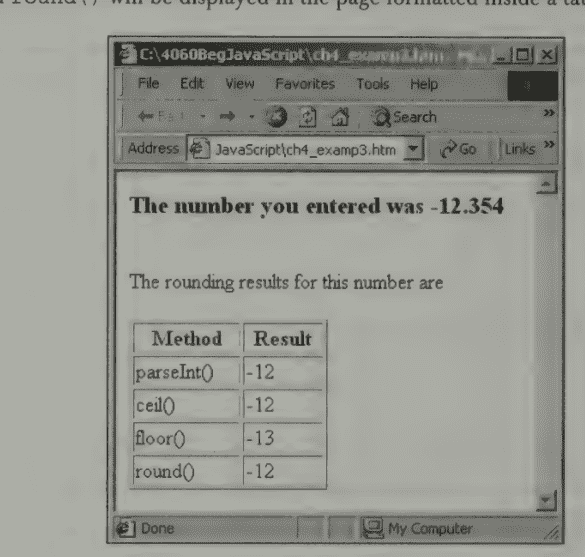 round() will be displayed in the page formatted inside a
C:\4060BegJavaScript\ch4_examp3.htm
File Edit View Favorites Tools Help
Search
Address JavaScript\ch4_examp3.htm Go Links
The number you entered was -12.354
The rounding results for this number are
Method Result
parseInt() -12
ceil() -12
floor() -13
round() -12
Done My Computer